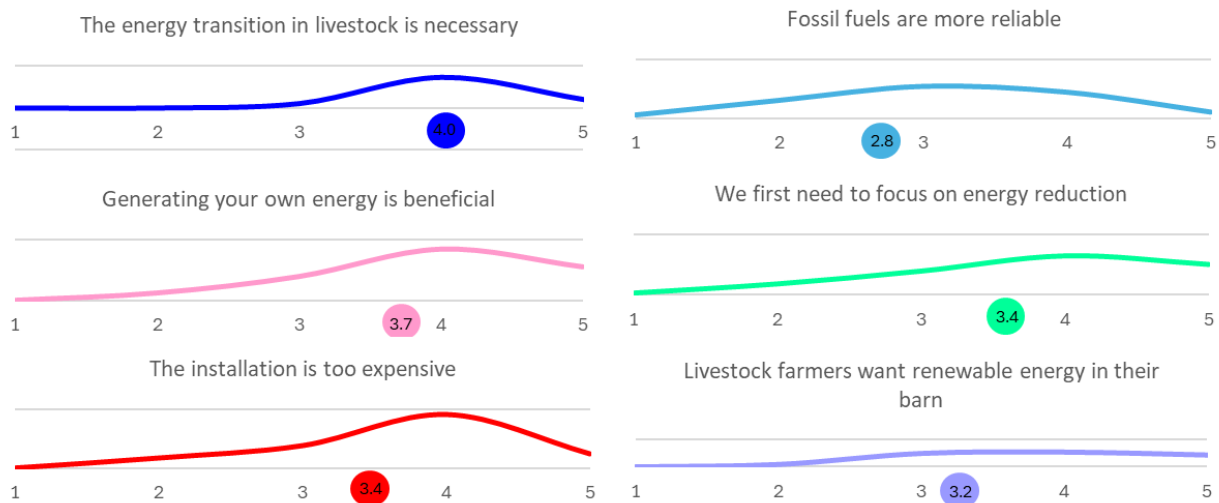 The energy transition in livestock is necessary
1 2 3 4.0 5
Fossil fuels are more reliable
1 2 2.8 3 4 5
Generating your own energy is beneficial
1 2 3 3.7 4 5
We first need to focus on energy reduction
1 2 3 3.4 4 5
The installation is too expensive
1 2 3 3.4 4 5
Livestock farmers want renewable energy in their
barn
1 2 3 3.2 4 5